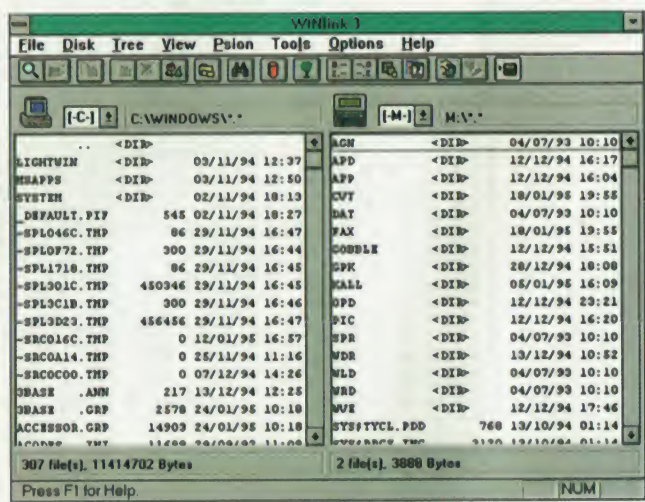 WINlink 3
File Disk Tree View Psion Tools Options Help
[-C-] C:\WINDOWS\*.*
.. <DIR>
LIGHTWIN <DIR> 03/11/94 12:37
MSAPPS <DIR> 03/11/94 12:50
SYSTEM <DIR> 02/11/94 18:13
_DEFAULT.PIF 545 02/11/94 18:27
~SPL046C.TMP 86 29/11/94 16:47
~SPL0F72.TMP 300 29/11/94 16:44
~SPL1718.TMP 86 29/11/94 16:45
~SPL301C.TMP 450346 29/11/94 16:45
~SPL3C1B.TMP 300 29/11/94 16:46
~SPL3D23.TMP 456456 29/11/94 16:47
~SRC016C.TMP 0 12/01/95 16:57
~SRC0A14.TMP 0 25/11/94 11:16
~SRC0C00.TMP 0 07/12/94 14:26
3BASE .ANN 217 13/12/94 12:25
3BASE .GRP 2578 24/01/95 10:18
ACCESSOR.GRP 14903 24/01/95 10:18
307 file(s), 11414702 Bytes
[-M-] M:\*.*
AGN <DIR> 04/07/93 10:10
APD <DIR> 12/12/94 16:17
APP <DIR> 12/12/94 16:04
CVT <DIR> 18/01/95 19:55
DAT <DIR> 04/07/93 10:10
FAX <DIR> 18/01/95 19:55
GOBBLE <DIR> 12/12/94 15:51
GPK <DIR> 28/12/94 18:08
KALL <DIR> 05/01/95 16:09
OPD <DIR> 12/12/94 23:21
PIC <DIR> 12/12/94 16:20
SPR <DIR> 04/07/93 10:10
WDR <DIR> 13/12/94 10:52
WLD <DIR> 04/07/93 10:10
WRD <DIR> 04/07/93 10:10
WVE <DIR> 12/12/94 17:46
SYS$TYCL.PDD 768 13/10/94 01:14
2 file(s), 3888 Bytes
Press F1 for Help.
NUM